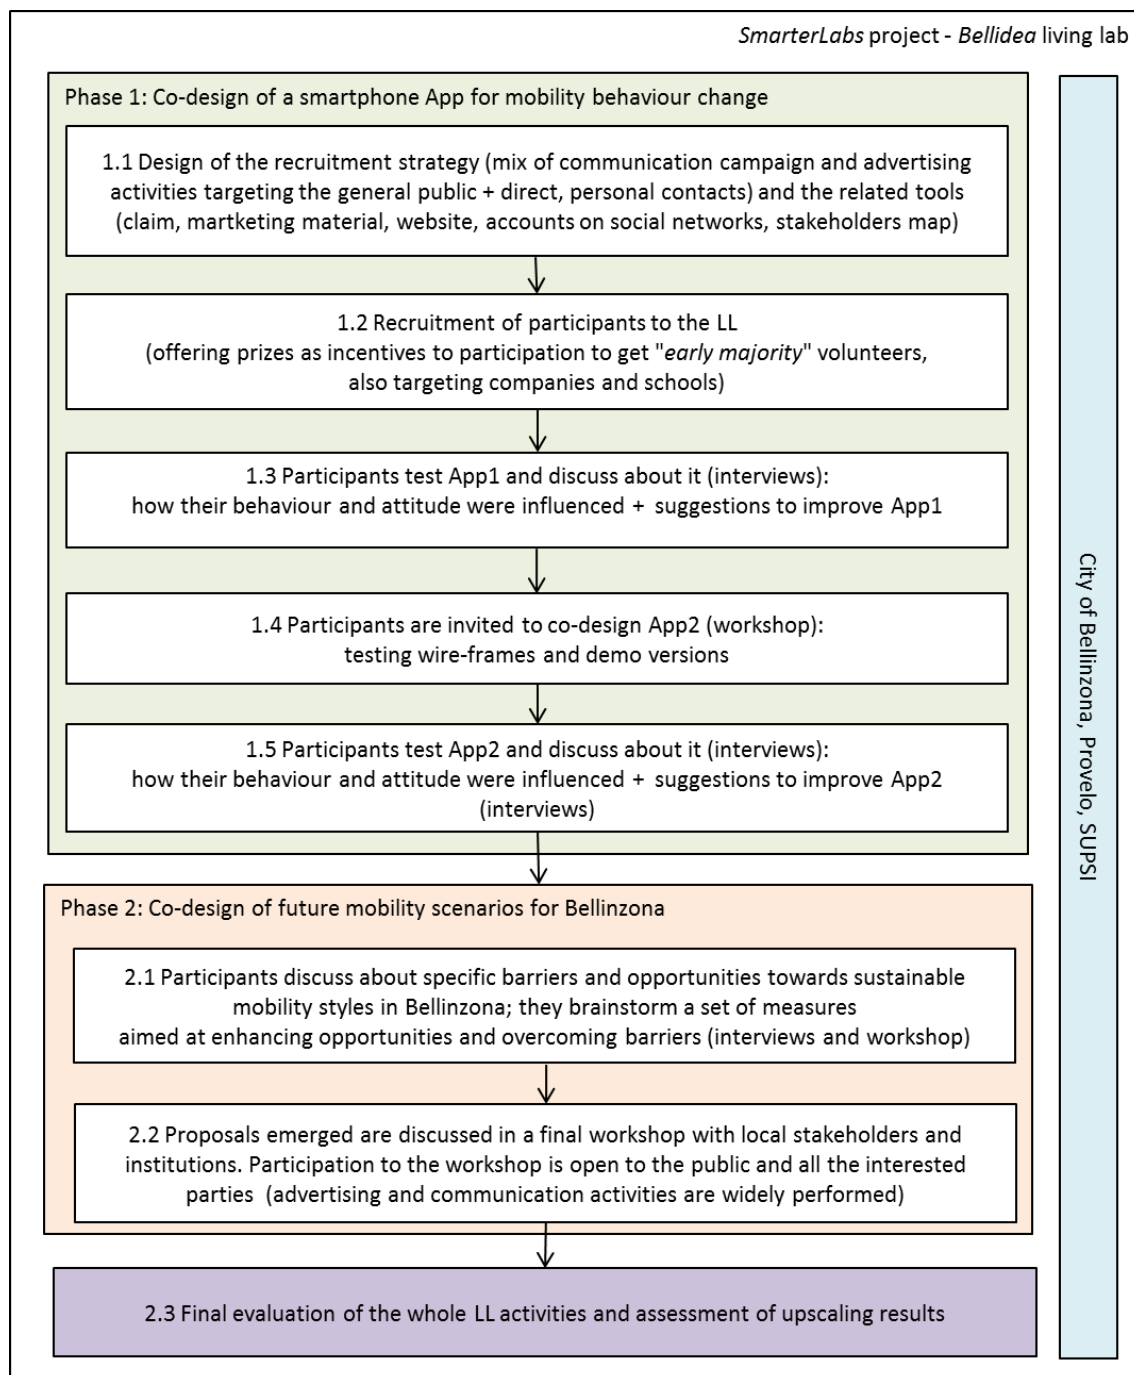 SmarterLabs project - Bellidea living lab
Phase 1: Co-design of a smartphone App for mobility behaviour change
1.1 Design of the recruitment strategy (mix of communication campaign and advertising
activities targeting the general public + direct, personal contacts) and the related tools
(claim, martketing material, website, accounts on social networks, stakeholders map)
1.2 Recruitment of participants to the LL
(offering prizes as incentives to participation to get "early majority" volunteers,
also targeting companies and schools)
1.3 Participants test App1 and discuss about it (interviews):
how their behaviour and attitude were influenced + suggestions to improve App1
1.4 Participants are invited to co-design App2 (workshop):
testing wire-frames and demo versions
1.5 Participants test App2 and discuss about it (interviews):
how their behaviour and attitude were influenced + suggestions to improve App2
(interviews)
Phase 2: Co-design of future mobility scenarios for Bellinzona
2.1 Participants discuss about specific barriers and opportunities towards sustainable
mobility styles in Bellinzona; they brainstorm a set of measures
aimed at enhancing opportunities and overcoming barriers (interviews and workshop)
2.2 Proposals emerged are discussed in a final workshop with local stakeholders and
institutions. Participation to the workshop is open to the public and all the interested
parties (advertising and communication activities are widely performed)
2.3 Final evaluation of the whole LL activities and assessment of upscaling results
City of Bellinzona, Provelo, SUPSI